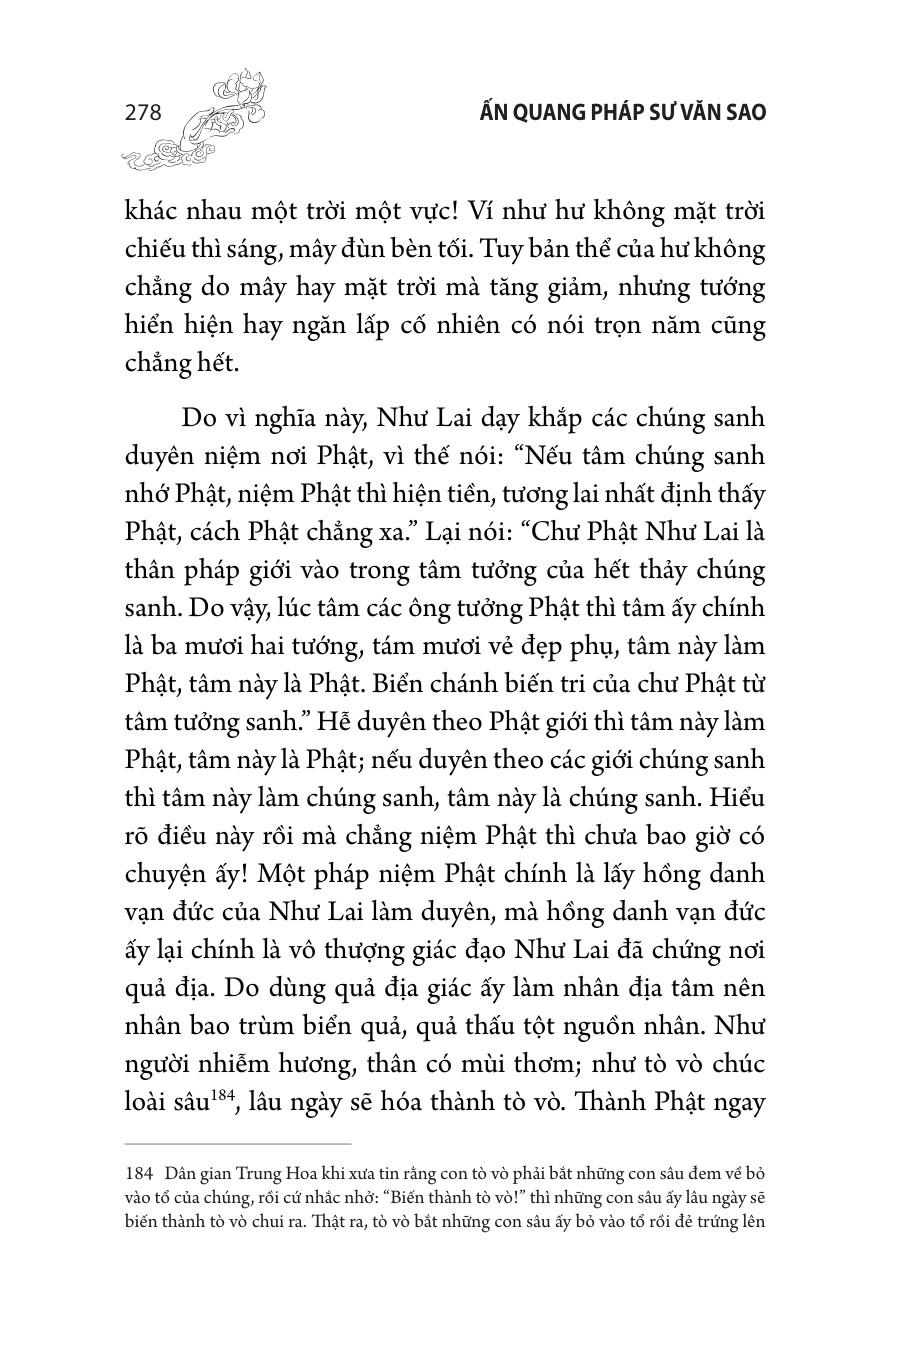 278
ẤN QUANG PHÁP SƯ VĂN SAO
khác nhau một trời một vực! Ví như hư không mặt trời
chiếu thì sáng, mây đùn bèn tối. Tuy bản thể của hư không
chẳng do mây hay mặt trời mà tăng giảm, nhưng tướng
hiển hiện hay ngăn lấp cố nhiên có nói trọn năm cũng
chẳng hết.
Do vì nghĩa này, Như Lai dạy khắp các chúng sanh
duyên niệm nơi Phật, vì thế nói: “Nếu tâm chúng sanh
nhớ Phật, niệm Phật thì hiện tiền, tương lai nhất định thấy
Phật, cách Phật chẳng xa.” Lại nói: “Chư Phật Như Lai là
thân pháp giới vào trong tâm tưởng của hết thảy chúng
sanh. Do vậy, lúc tâm các ông tưởng Phật thì tâm ấy chính
là ba mươi hai tướng, tám mươi vẻ đẹp phụ, tâm này làm
Phật, tâm này là Phật. Biển chánh biến tri của chư Phật từ
tâm tưởng sanh.” Hễ duyên theo Phật giới thì tâm này làm
Phật, tâm này là Phật; nếu duyên theo các giới chúng sanh
thì tâm này làm chúng sanh, tâm này là chúng sanh. Hiểu
rõ điều này rồi mà chẳng niệm Phật thì chưa bao giờ có
chuyện ấy! Một pháp niệm Phật chính là lấy hồng danh
vạn đức của Như Lai làm duyên, mà hồng danh vạn đức
ấy lại chính là vô thượng giác đạo Như Lai đã chứng nơi
quả địa. Do dùng quả địa giác ấy làm nhân địa tâm nên
nhân bao trùm biển quả, quả thấu tột nguồn nhân. Như
người nhiễm hương, thân có mùi thơm; như tò vò chúc
loài sâu184, lâu ngày sẽ hóa thành tò vò. Thành Phật ngay
184 Dân gian Trung Hoa khi xưa tin rằng con tò vò phải bắt những con sâu đem về bỏ
vào tổ của chúng, rồi cứ nhắc nhở: “Biến thành tò vò!” thì những con sâu ấy lâu ngày sẽ
biến thành tò vò chui ra. Thật ra, tò vò bắt những con sâu ấy bỏ vào tổ rồi đẻ trứng lên